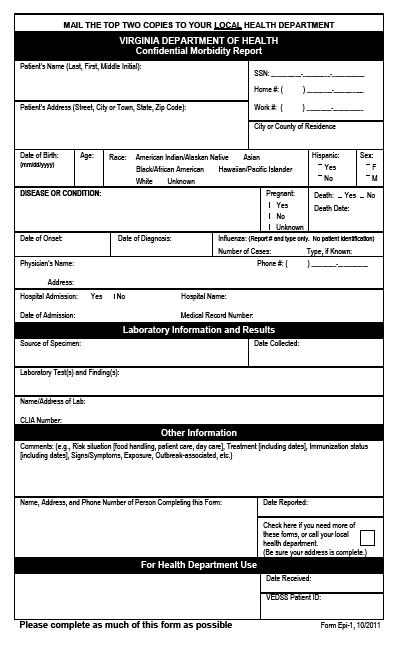 MAIL THE TOP TWO COPIES TO YOUR LOCAL HEALTH DEPARTMENT
VIRGINIA DEPARTMENT OF HEALTH
Confidential Morbidity Report
Patient's Name (Last, First, Middle Initial):
SSN: ________-________-________
Home #: ( ) ________-________
Patient's Address (Street, City or Town, State, Zip Code):
Work #: ( ) ________-________
City or County of Residence
Date of Birth: Age: Race: American Indian/Alaskan Native Asian Hispanic: Sex:
(mm/dd/yyyy) Black/African American Hawaiian/Pacific Islander Yes F
White Unknown No M
DISEASE OR CONDITION: Pregnant: Death: Yes No
Yes Death Date:
No
Unknown
Date of Onset: Date of Diagnosis: Influenza: (Report # and type only. No patient identification)
Number of Cases: Type, if Known:
Physician's Name: Phone #: ( ) ________-________
Address:
Hospital Admission: Yes No Hospital Name:
Date of Admission: Medical Record Number:
Laboratory Information and Results
Source of Specimen: Date Collected:
Laboratory Test(s) and Finding(s):
Name/Address of Lab:
CLIA Number:
Other Information
Comments: (e.g., Risk situation [food handling, patient care, day care], Treatment [including dates], Immunization status
[including dates], Signs/Symptoms, Exposure, Outbreak-associated, etc.)
Name, Address, and Phone Number of Person Completing this Form: Date Reported:
Check here if you need more of
these forms, or call your local
health department.
(Be sure your address is complete.)
For Health Department Use
Date Received:
VEDSS Patient ID:
Please complete as much of this form as possible Form Epi-1, 10/2011